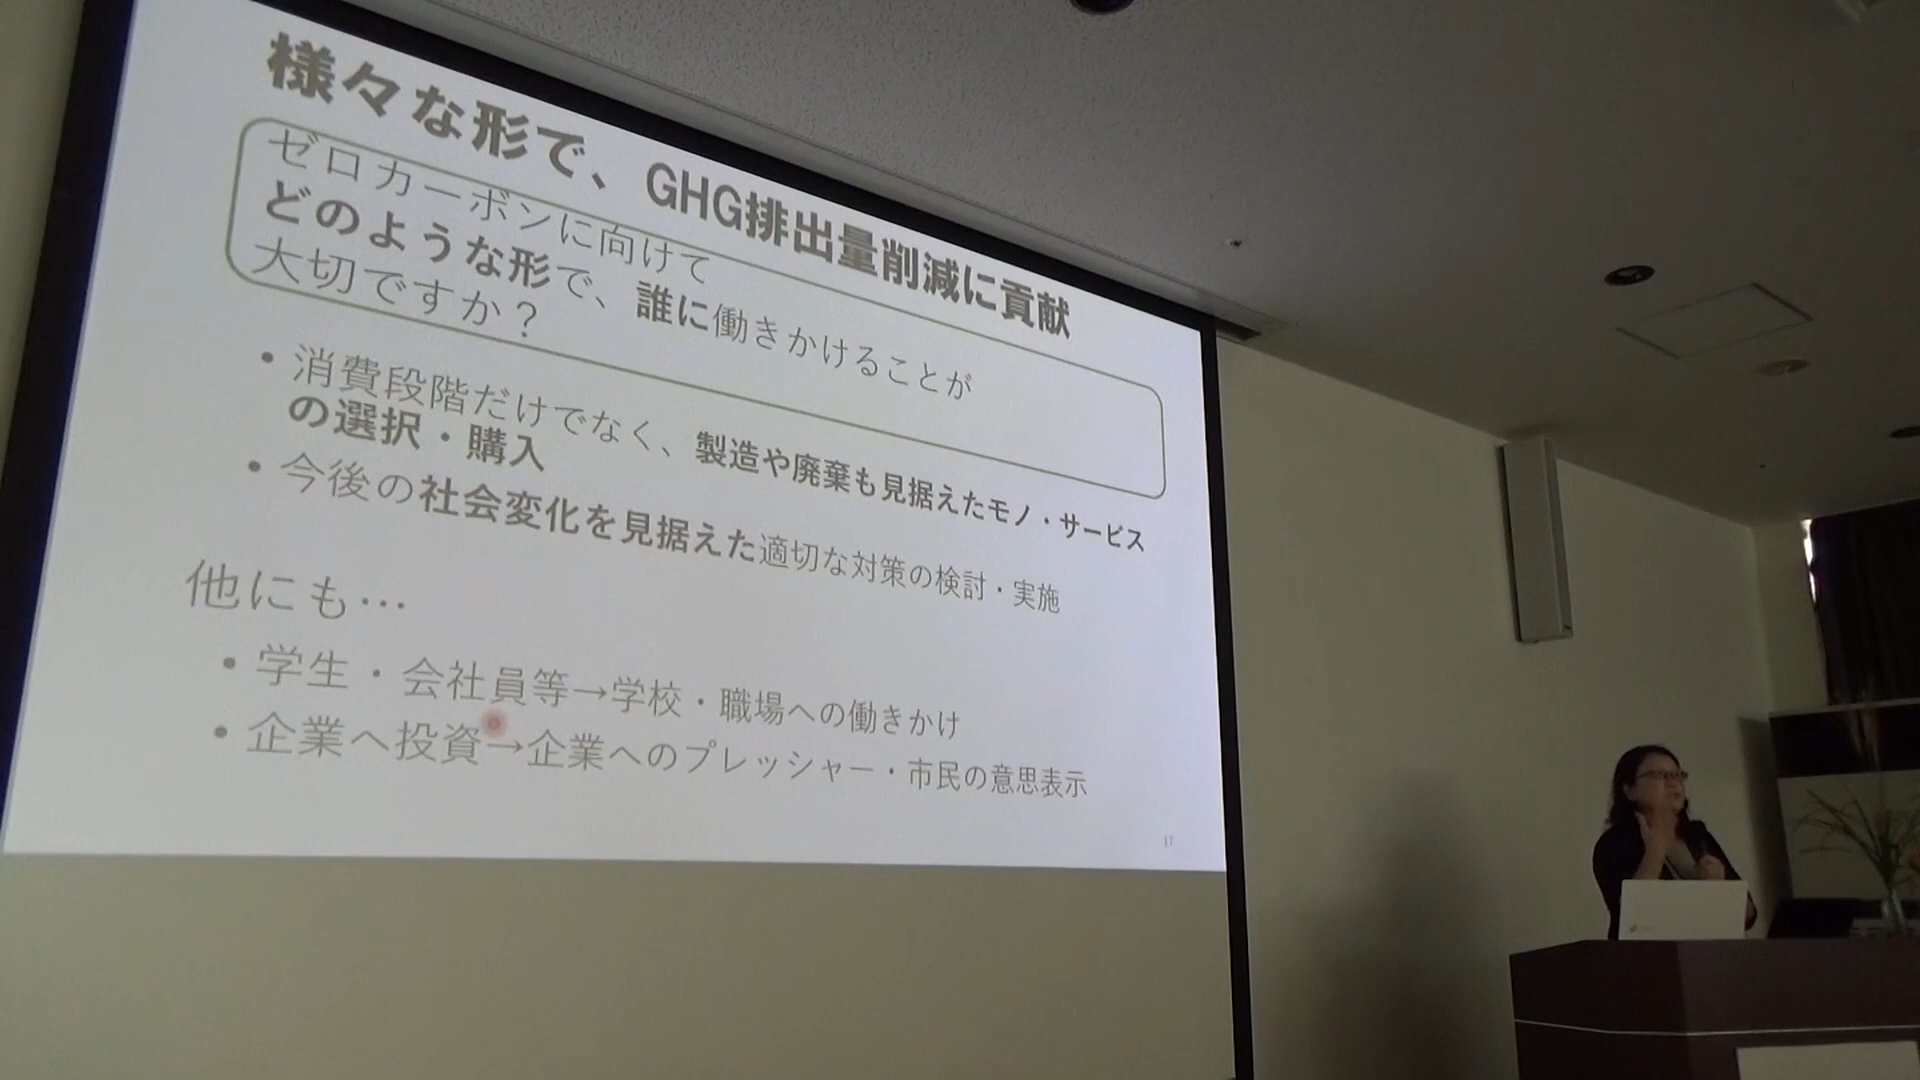 様々な形で、GHG排出量削減に貢献
ゼロカーボンに向けて
どのような形で、誰に働きかけることが
大切ですか？
• 消費段階だけでなく、製造や廃棄も見据えたモノ・サービス
の選択・購入
• 今後の社会変化を見据えた適切な対策の検討・実施
他にも…
• 学生・会社員等→学校・職場への働きかけ
• 企業へ投資→企業へのプレッシャー・市民の意思表示
17